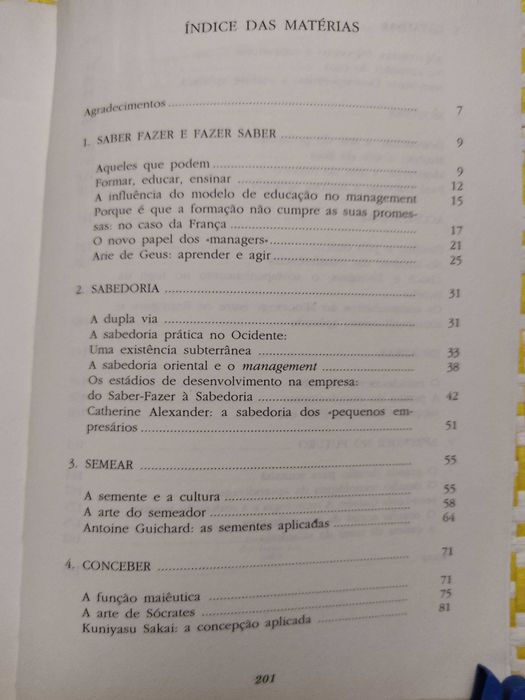 ÍNDICE DAS MATÉRIAS
Agradecimentos ........ 7
1. SABER FAZER E FAZER SABER ........ 9
Aqueles que podem ........ 9
Formar, educar, ensinar ........ 12
A influência do modelo de educação no management 15
Porque é que a formação não cumpre as suas promes-
sas: no caso da França ........ 17
O novo papel dos «managers» ........ 21
Arie de Geus: aprender e agir ........ 25
2. SABEDORIA ........ 31
A dupla via ........ 31
A sabedoria prática no Ocidente:
Uma existência subterrânea ........ 33
A sabedoria oriental e o management ........ 38
Os estádios de desenvolvimento na empresa:
do Saber-Fazer à Sabedoria ........ 42
Catherine Alexander: a sabedoria dos «pequenos em-
presários ........ 51
3. SEMEAR ........ 55
A semente e a cultura ........ 55
A arte do semeador ........ 58
Antoine Guichard: as sementes aplicadas ........ 64
4. CONCEBER ........ 71
A função maiêutica ........ 71
A arte de Sócrates ........ 75
Kuniyasu Sakai: a concepção aplicada ........ 81
201